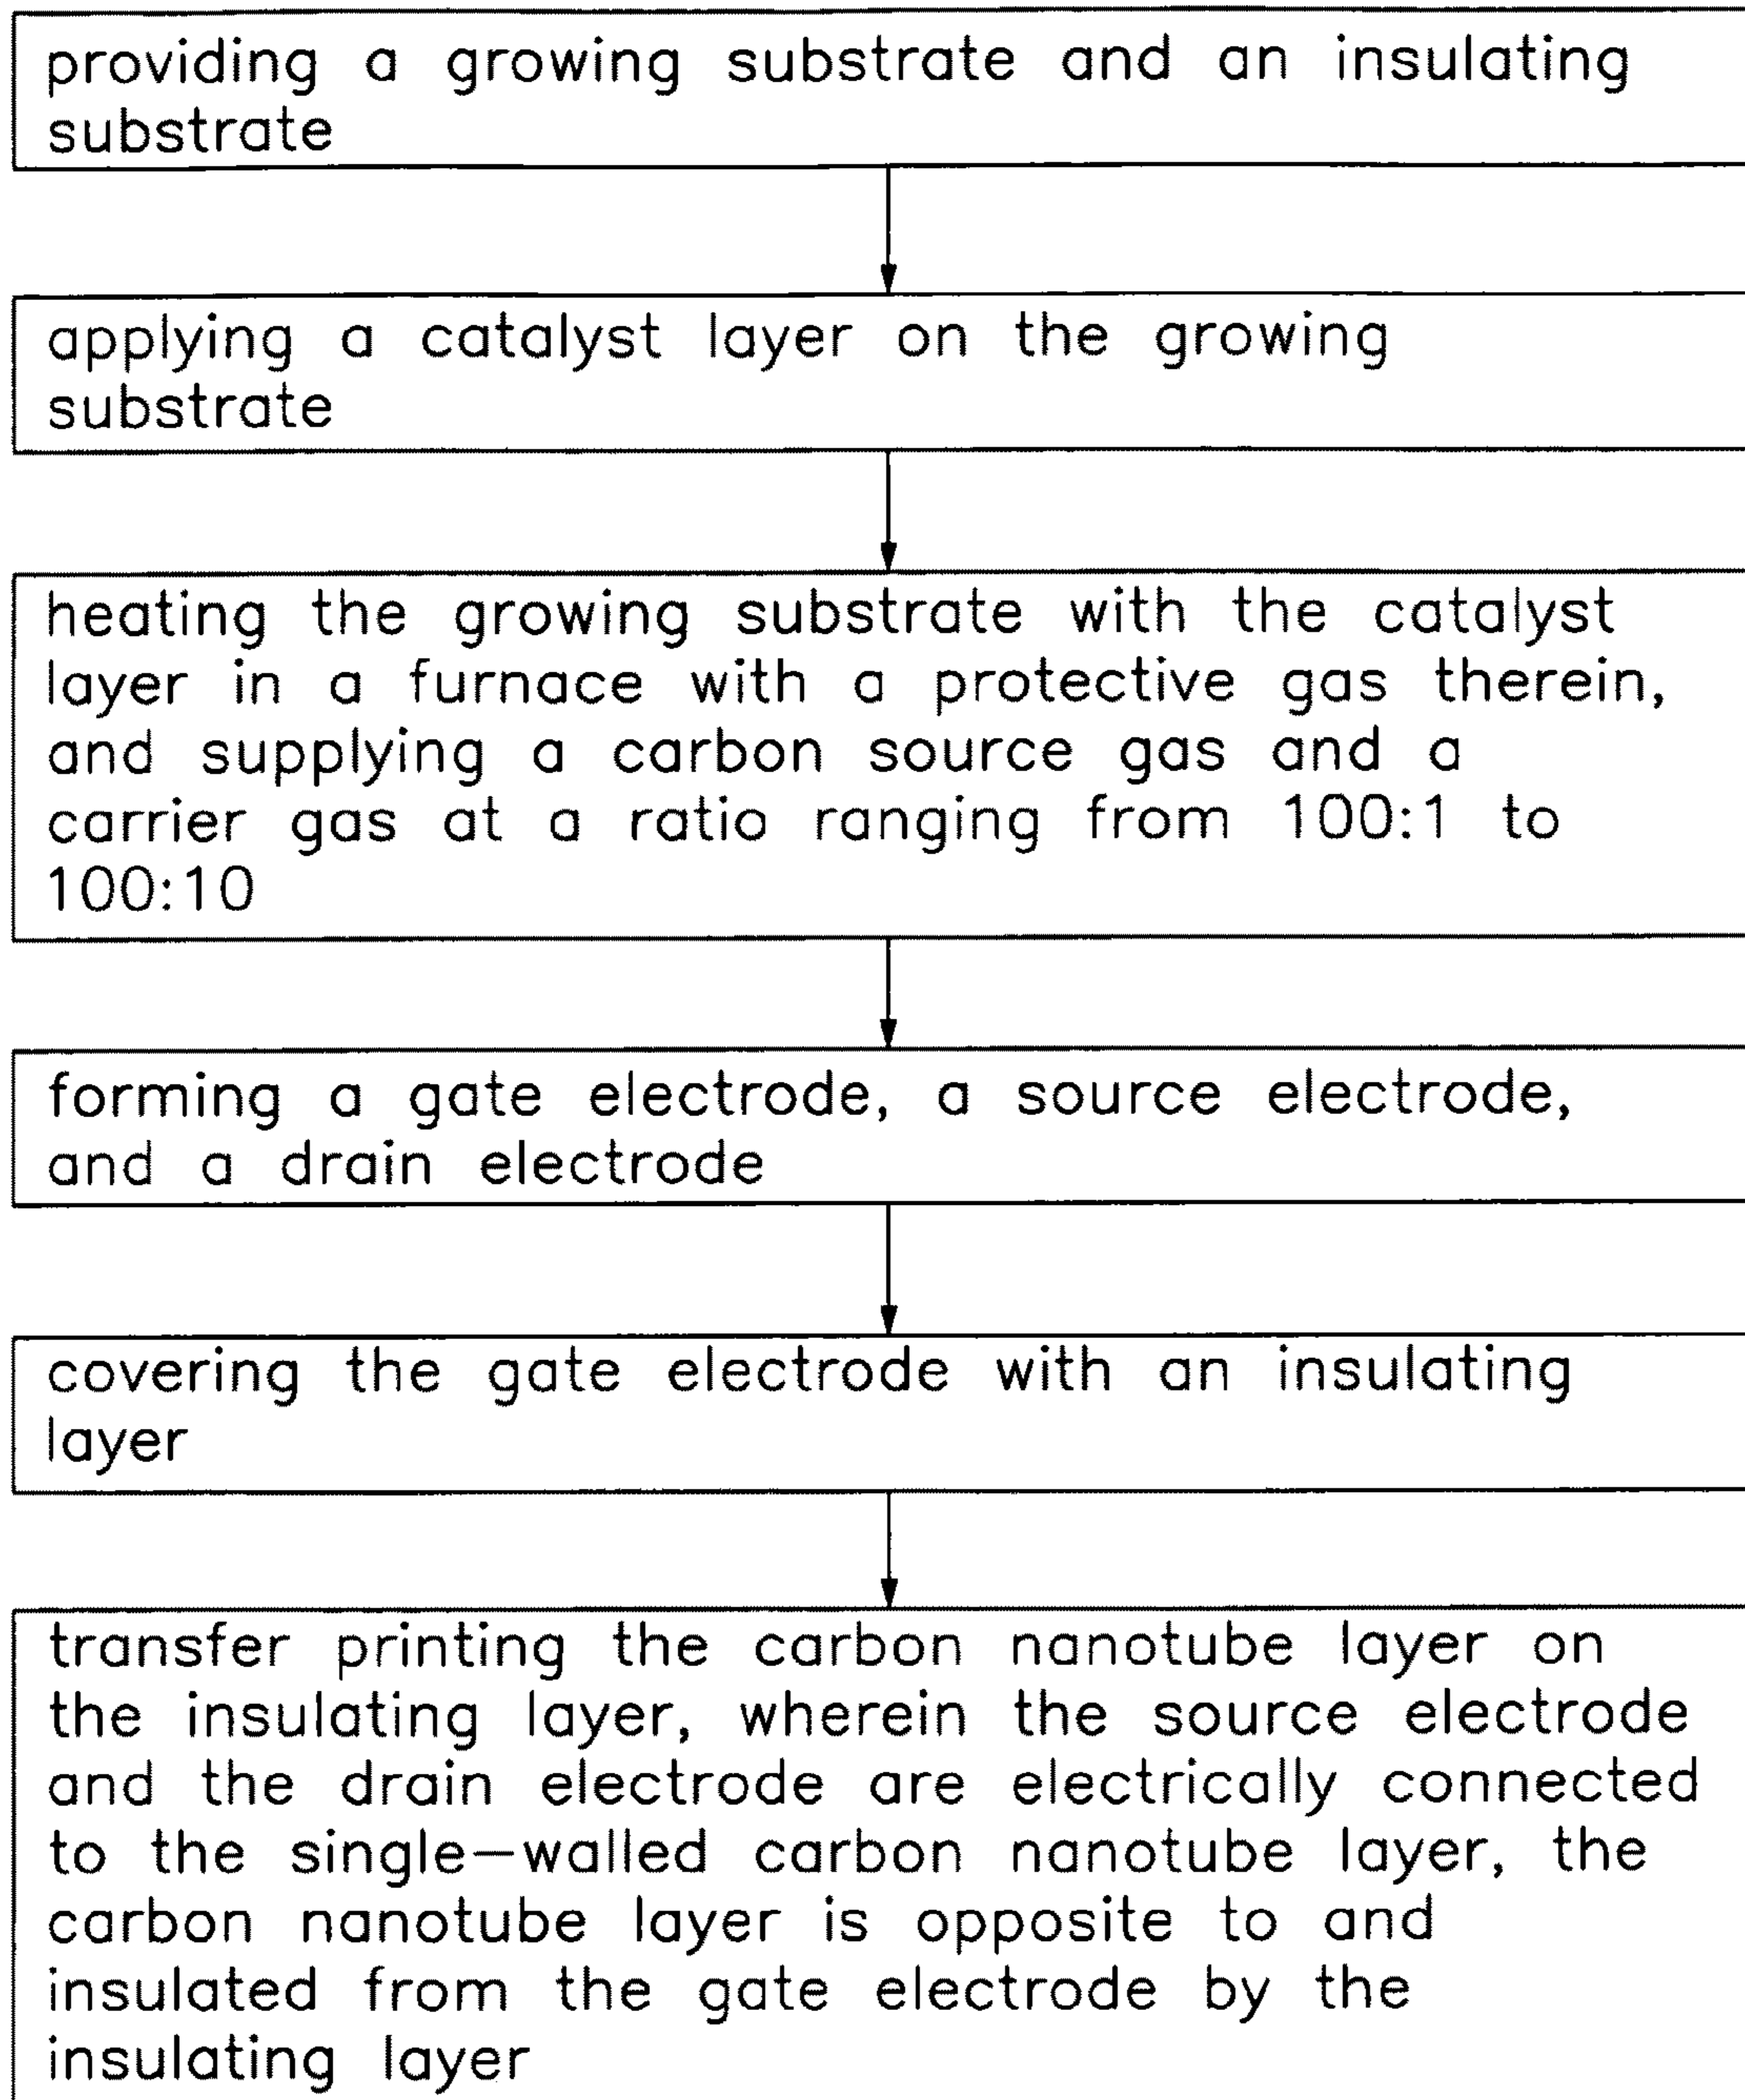 providing a growing substrate and an insulating
substrate
applying a catalyst layer on the growing
substrate
heating the growing substrate with the catalyst
layer in a furnace with a protective gas therein,
and supplying a carbon source gas and a
carrier gas at a ratio ranging from 100:1 to
100:10
forming a gate electrode, a source electrode,
and a drain electrode
covering the gate electrode with an insulating
layer
transfer printing the carbon nanotube layer on
the insulating layer, wherein the source electrode
and the drain electrode are electrically connected
to the single-walled carbon nanotube layer, the
carbon nanotube layer is opposite to and
insulated from the gate electrode by the
insulating layer